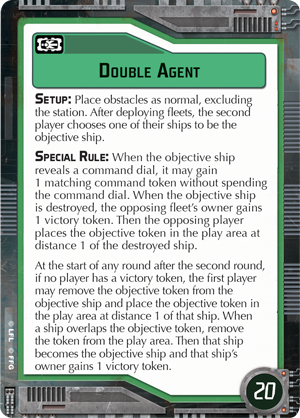 Double Agent
Setup: Place obstacles as normal, excluding
the station. After deploying fleets, the second
player chooses one of their ships to be the
objective ship.
Special Rule: When the objective ship
reveals a command dial, it may gain
1 matching command token without spending
the command dial. When the objective ship
is destroyed, the opposing fleet's owner gains
1 victory token. Then the opposing player
places the objective token in the play area at
distance 1 of the destroyed ship.
At the start of any round after the second round,
if no player has a victory token, the first player
may remove the objective token from the
objective ship and place the objective token in
the play area at distance 1 of that ship. When
a ship overlaps the objective token, remove
the token from the play area. Then that ship
becomes the objective ship and that ship's
owner gains 1 victory token.
© LFL © FFG
20